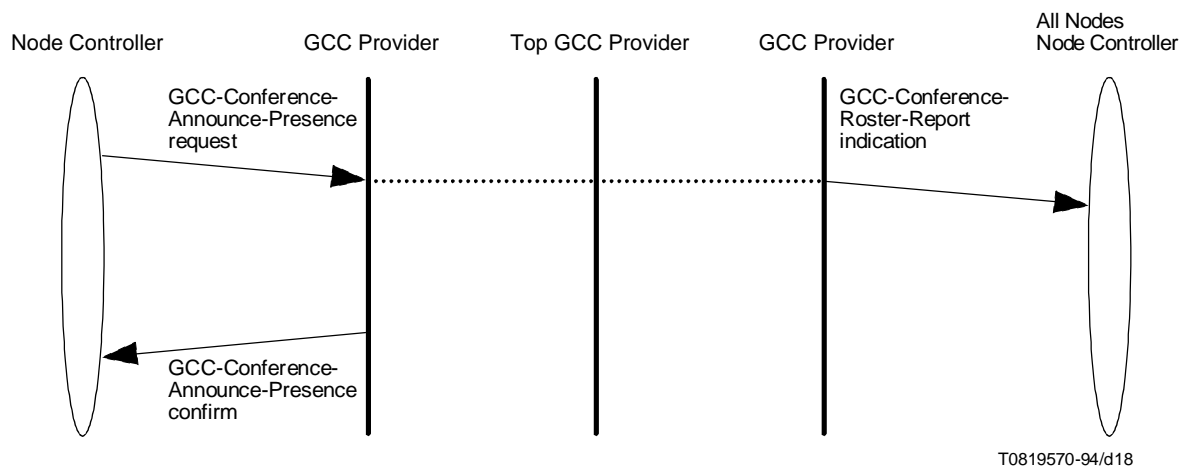 All Nodes
Node Controller
GCC Provider
Top GCC Provider
GCC Provider
Node Controller
GCC-Conference-
Announce-Presence
request
GCC-Conference-
Roster-Report
indication
GCC-Conference-
Announce-Presence
confirm
T0819570-94/d18